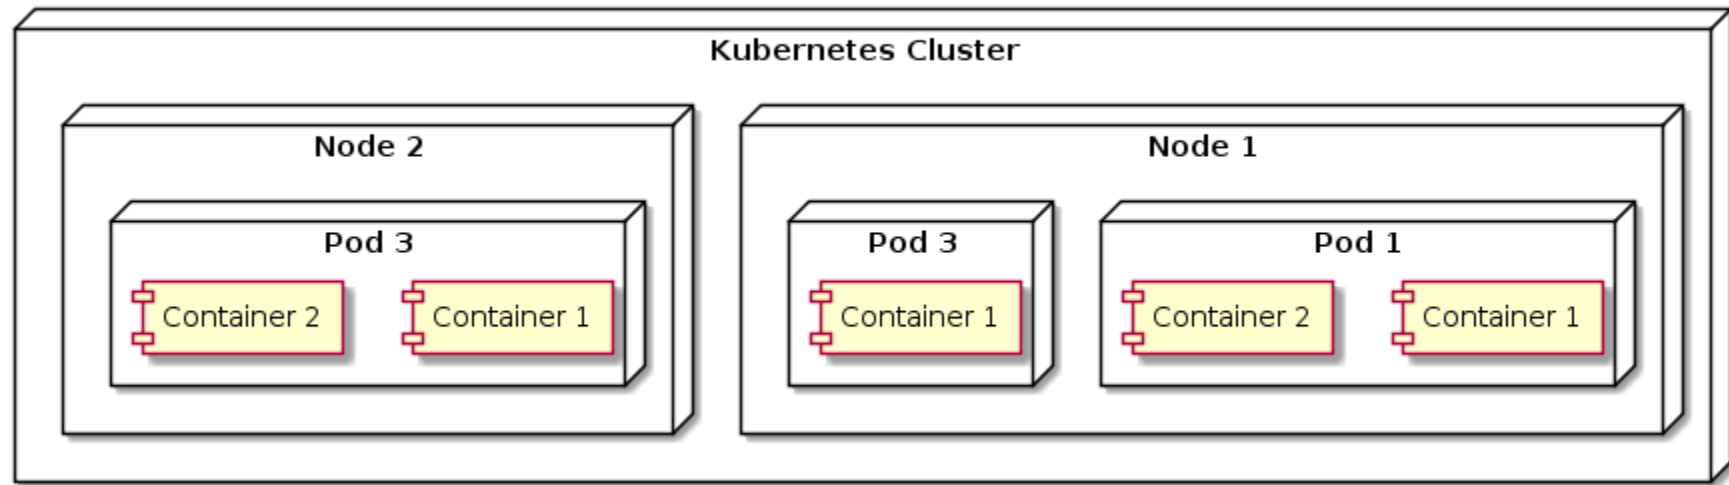 Kubernetes Cluster
Node 2
Pod 3
Container 2
Container 1
Node 1
Pod 3
Container 1
Pod 1
Container 2
Container 1